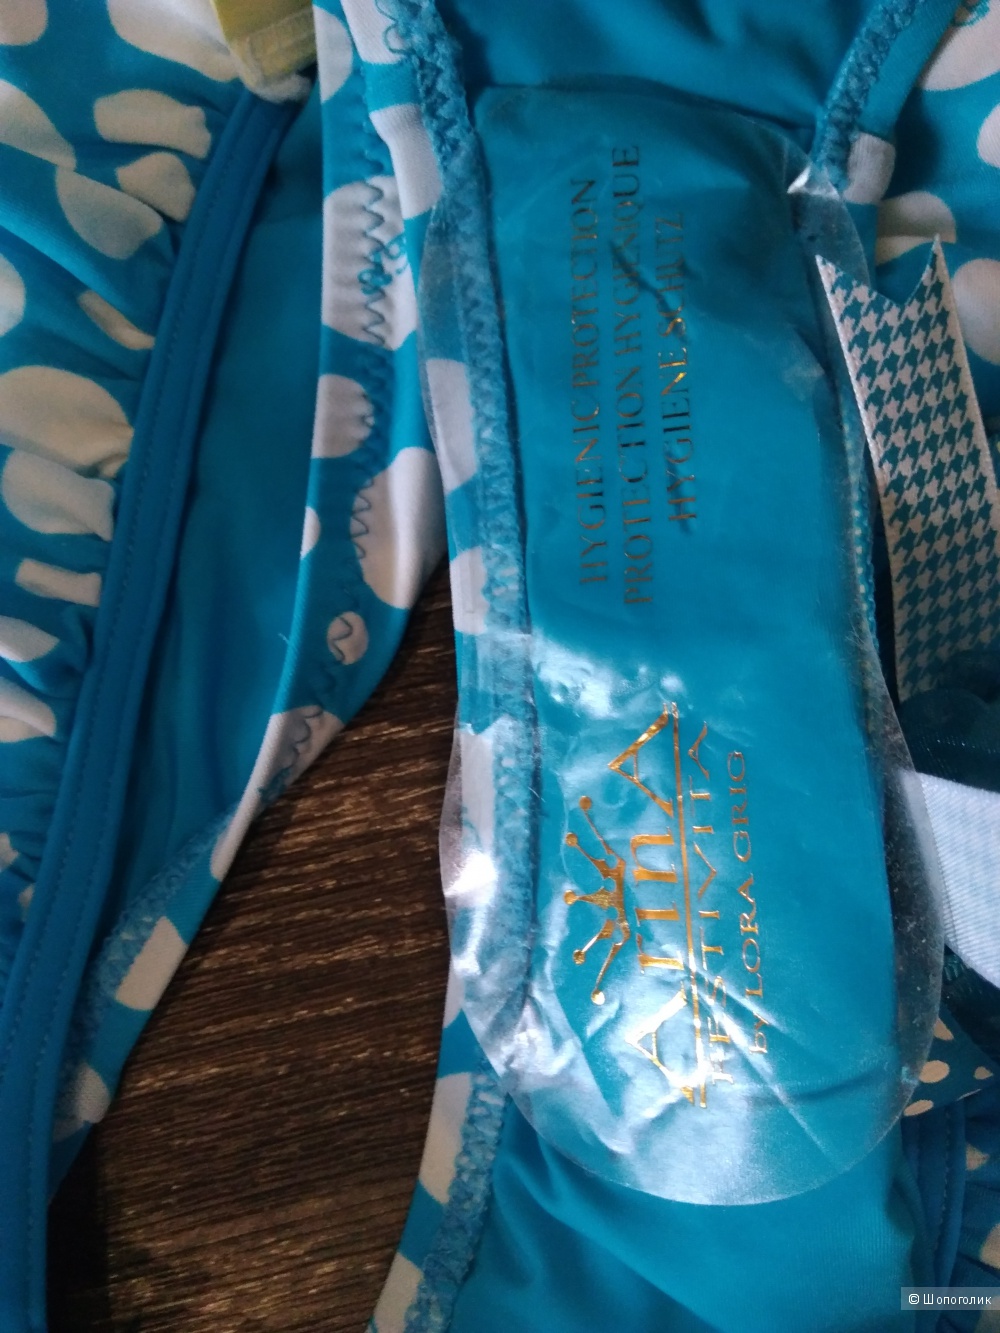 HYGIENIC PROTECTION
PROTECTION HYGIENIQUE
HYGIENE SCHUTZ
ArinA
FESTIVITA
by LORA GRIG
© Шопоголик